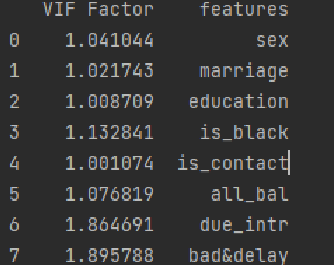 VIF Factor features
0 1.041044 sex
1 1.021743 marriage
2 1.008709 education
3 1.132841 is_black
4 1.001074 is_contact
5 1.076819 all_bal
6 1.864691 due_intr
7 1.895788 bad&delay